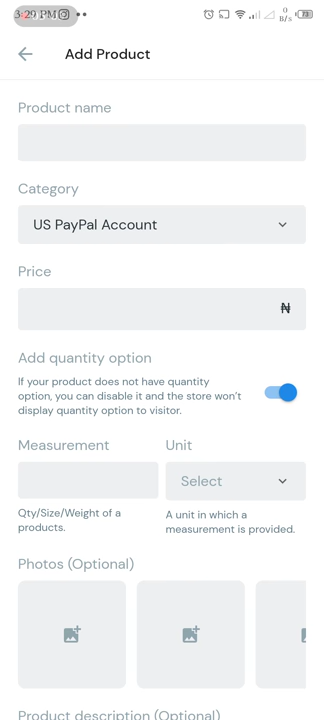 3:29 PM
0
B/s
73
Add Product
Product name
Category
US PayPal Account
Price
₦
Add quantity option
If your product does not have quantity
option, you can disable it and the store won't
display quantity option to visitor.
Measurement
Unit
Select
Qty/Size/Weight of a
products.
A unit in which a
measurement is provided.
Photos (Optional)
Product description (Optional)